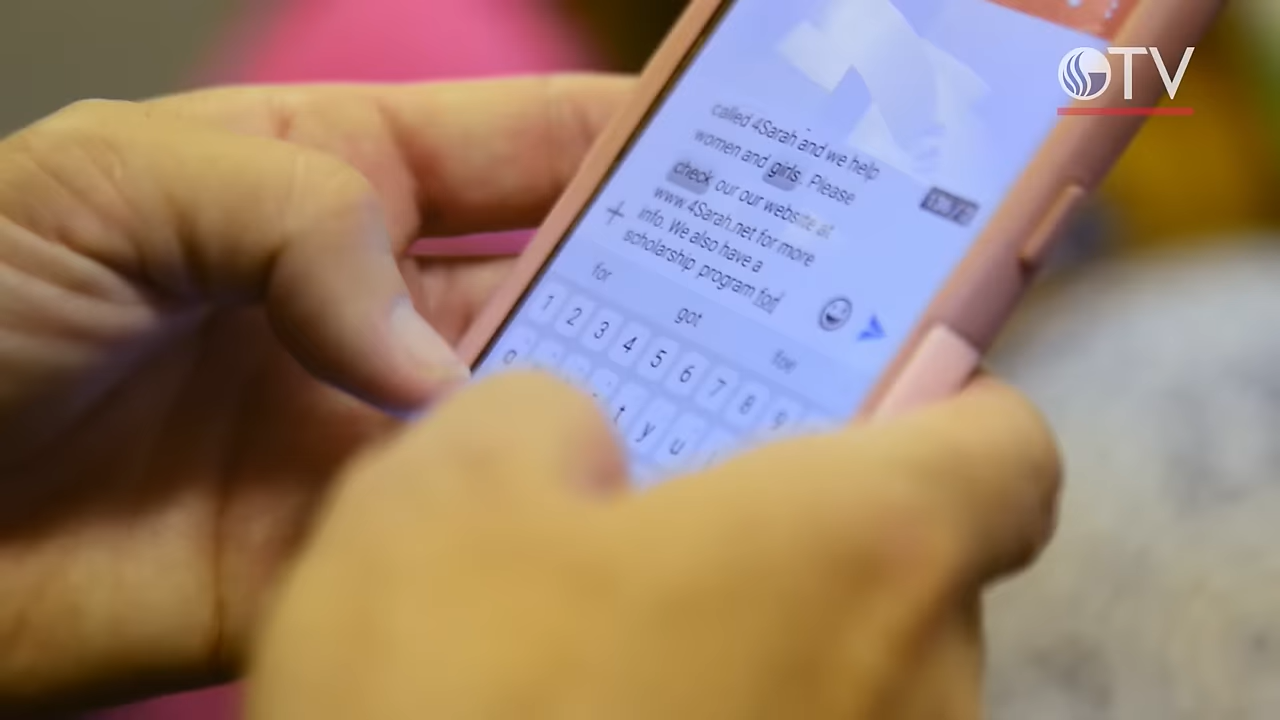 TV
called 4Sarah and we help
women and girls. Please
check our our website at
www.4Sarah.net for more
info. We also have a
scholarship program for
for
got
for
1 2 3 4 5 6 7 8 9
t y u